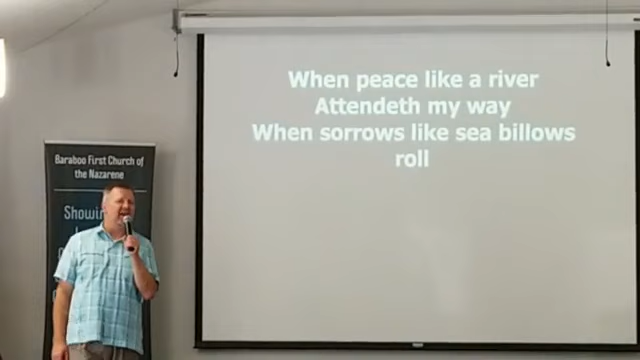 When peace like a river
Attendeth my way
When sorrows like sea billows
roll
Baraboo First Church of
the Nazarene